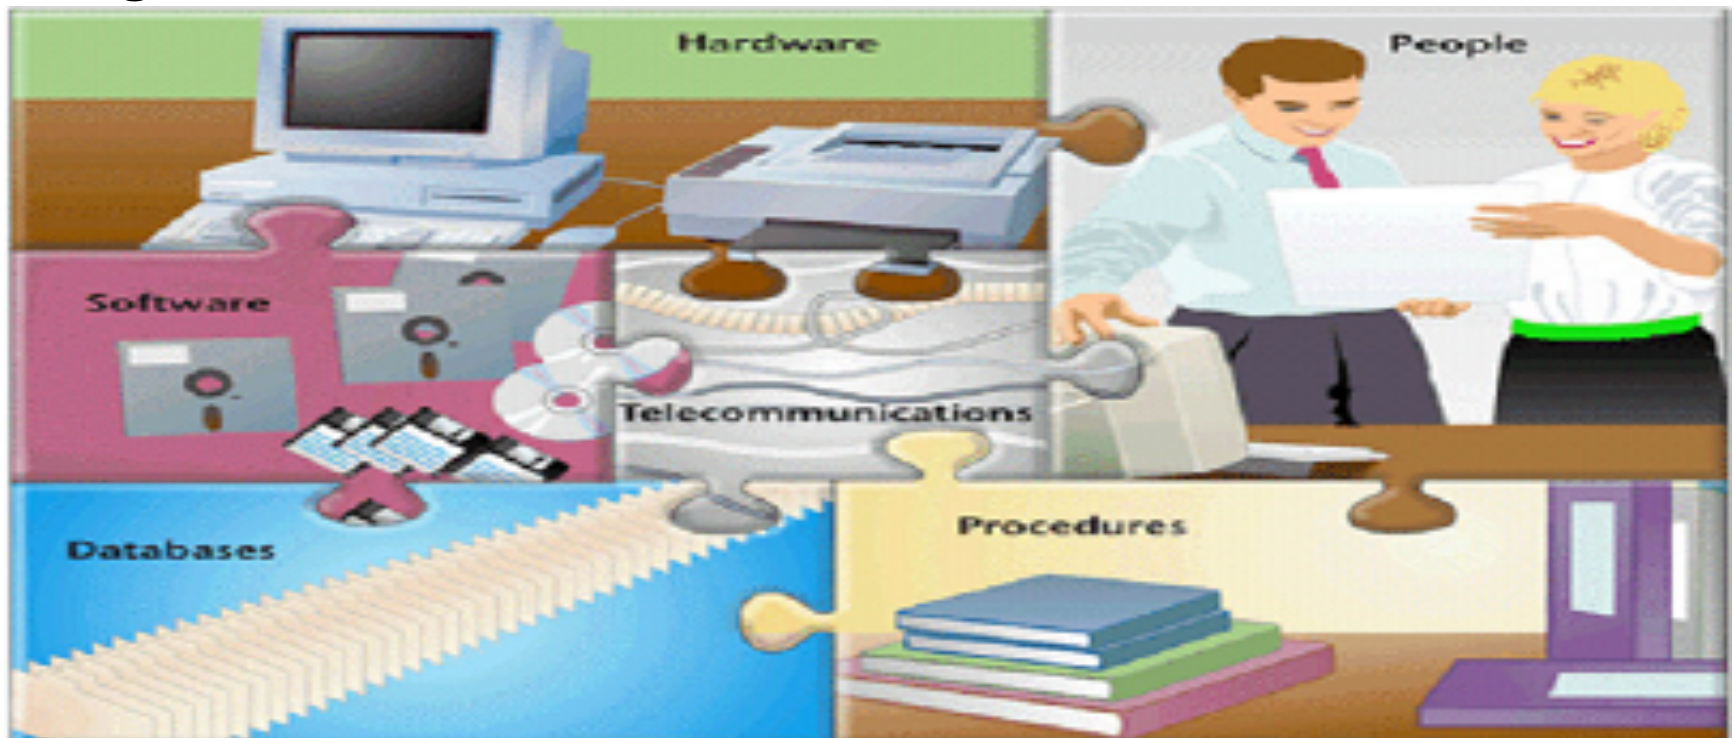 Hardware
People
Software
Telecommunications
Databases
Procedures